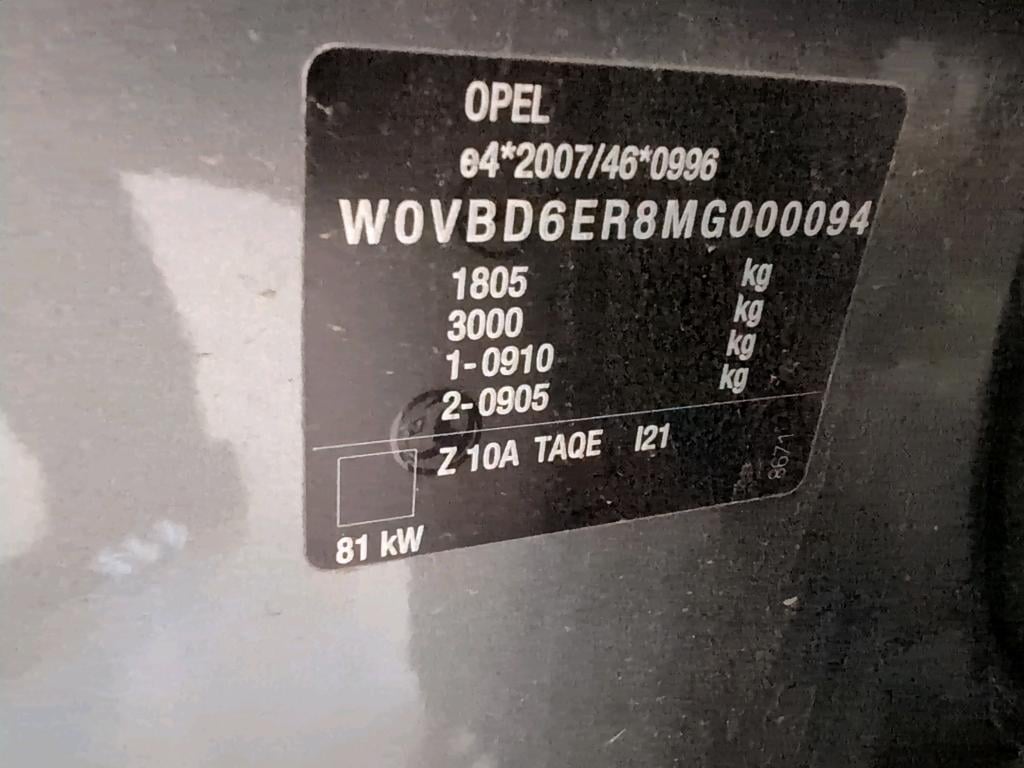 OPEL
e4*2007/46*0996
W0VBD6ER8MG000094
1805 kg
3000 kg
1-0910 kg
2-0905 kg
Z 10A TAQE I21
8671
81 kW